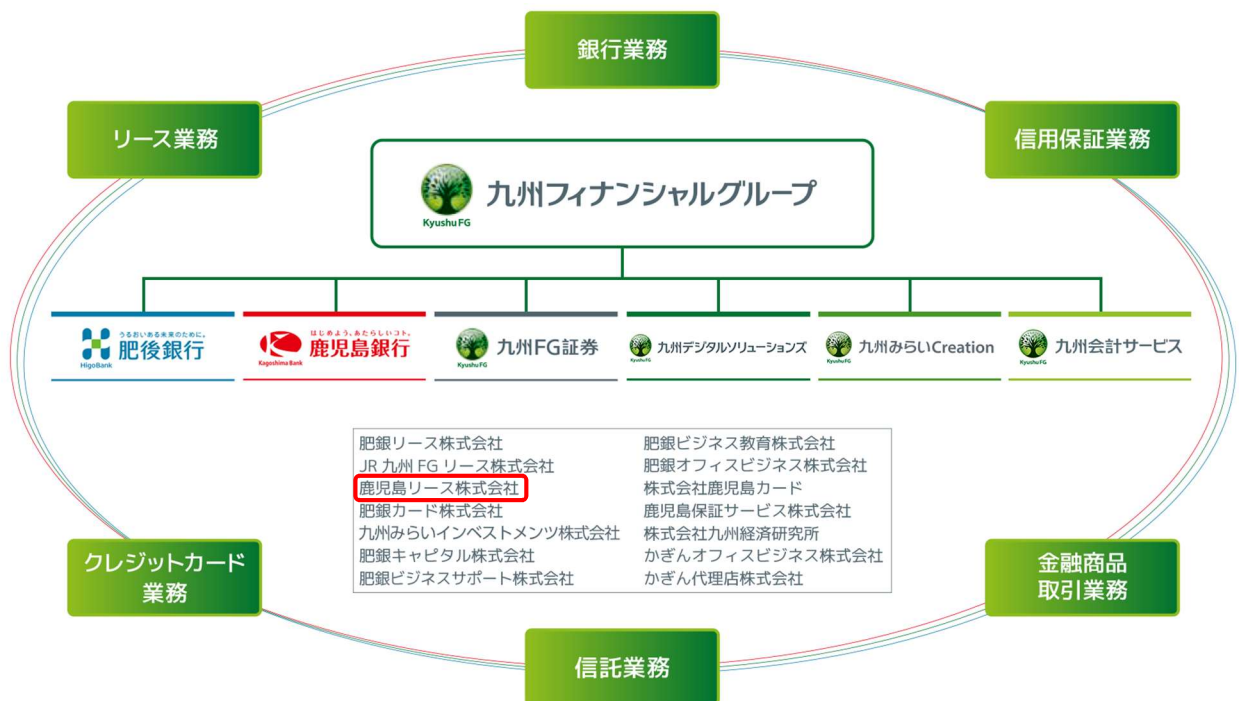 銀行業務
リース業務
信用保証業務
九州フィナンシャルグループ
Kyushu FG
うるおいある未来のために。
肥後銀行
HigoBank
はじめよう、あたらしいコト。
鹿児島銀行
Kagoshima Bank
九州FG証券
Kyushu FG
九州デジタルソリューションズ
Kyushu FG
九州みらいCreation
Kyushu FG
九州会計サービス
Kyushu FG
肥銀リース株式会社
JR九州FGリース株式会社
鹿児島リース株式会社
肥銀カード株式会社
九州みらいインベストメンツ株式会社
肥銀キャピタル株式会社
肥銀ビジネスサポート株式会社
肥銀ビジネス教育株式会社
肥銀オフィスビジネス株式会社
株式会社鹿児島カード
鹿児島保証サービス株式会社
株式会社九州経済研究所
かぎんオフィスビジネス株式会社
かぎん代理店株式会社
クレジットカード
業務
金融商品
取引業務
信託業務